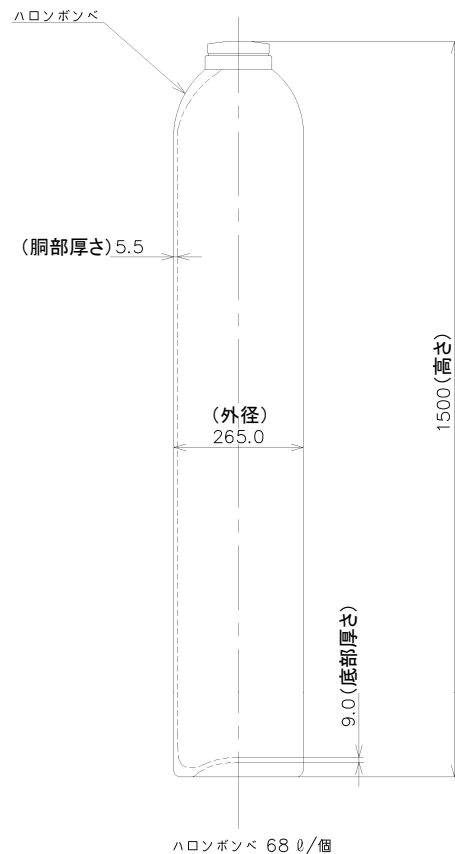 ハロンボンベ
(胴部厚さ)5.5
(外径)
265.0
1500(高さ)
9.0(底部厚さ)
ハロンボンベ 68 ℓ/個